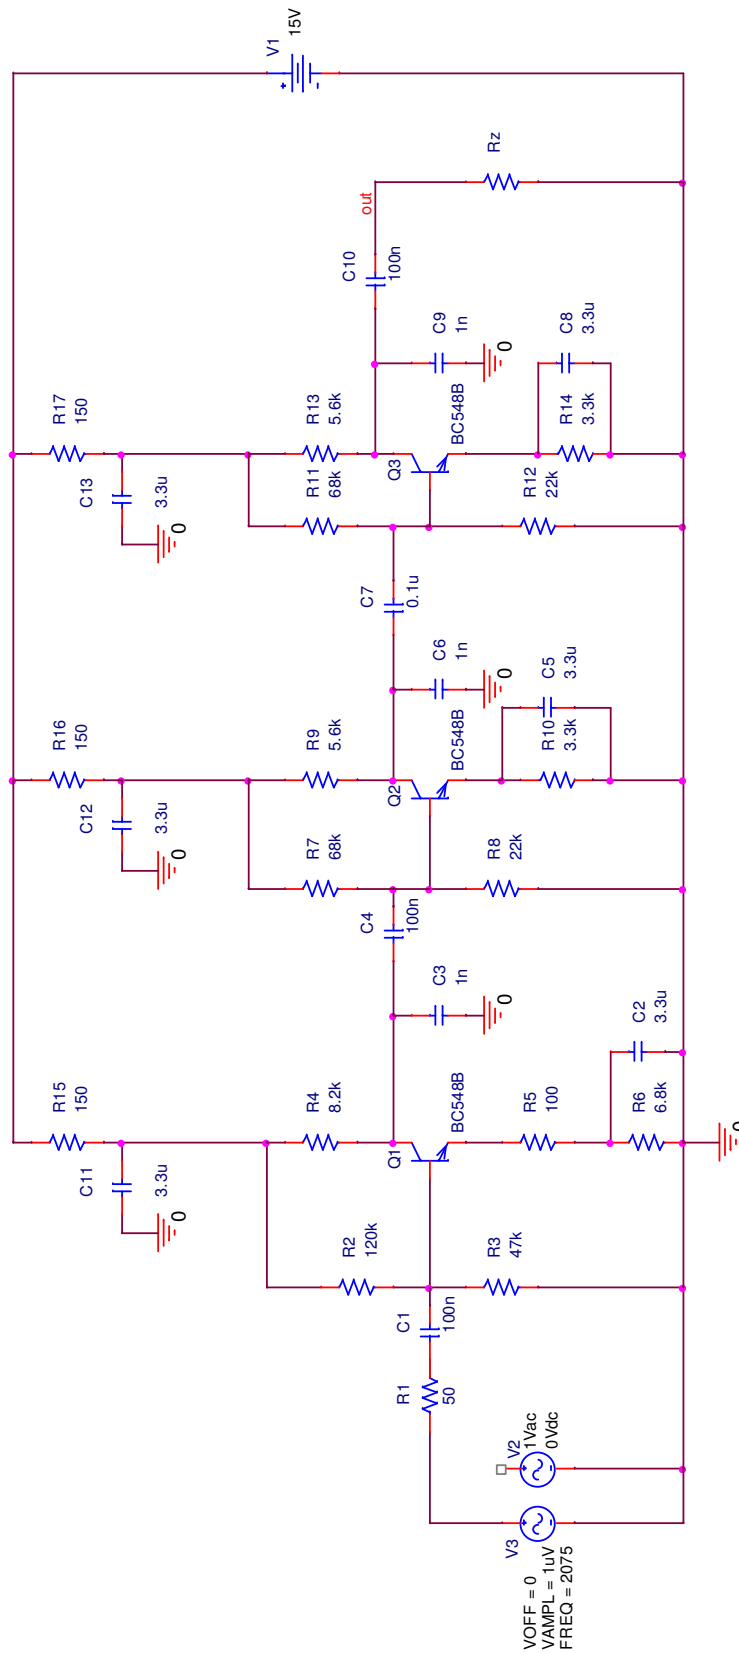 V1
15V
Rz
out
C10
100n
C9
1n
C8
3.3u
R17
150
C13
3.3u
0
R13
5.6k
R11
68k
0
BC548B
Q3
R14
3.3k
R12
22k
C7
0.1u
C6
1n
0
C5
3.3u
R16
150
C12
3.3u
0
R9
5.6k
R7
68k
BC548B
Q2
R10
3.3k
R8
22k
C4
100n
C3
1n
0
C2
3.3u
R15
150
C11
3.3u
0
R4
8.2k
Q1
BC548B
R5
100
R6
6.8k
0
R2
120k
R3
47k
C1
100n
R1
50
V2
1Vac
0Vdc
V3
VOFF = 0
VAMPL = 1uV
FREQ = 2075